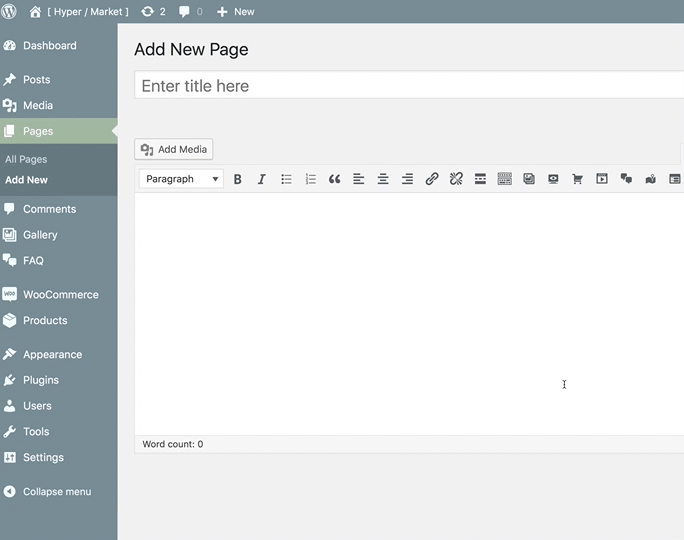 [ Hyper / Market ] 2 0 New
Dashboard
Posts
Media
Pages
All Pages
Add New
Comments
Gallery
FAQ
WOO WooCommerce
Products
Appearance
Plugins
Users
Tools
Settings
Collapse menu
Add New Page
Enter title here
Add Media
Paragraph
Word count: 0